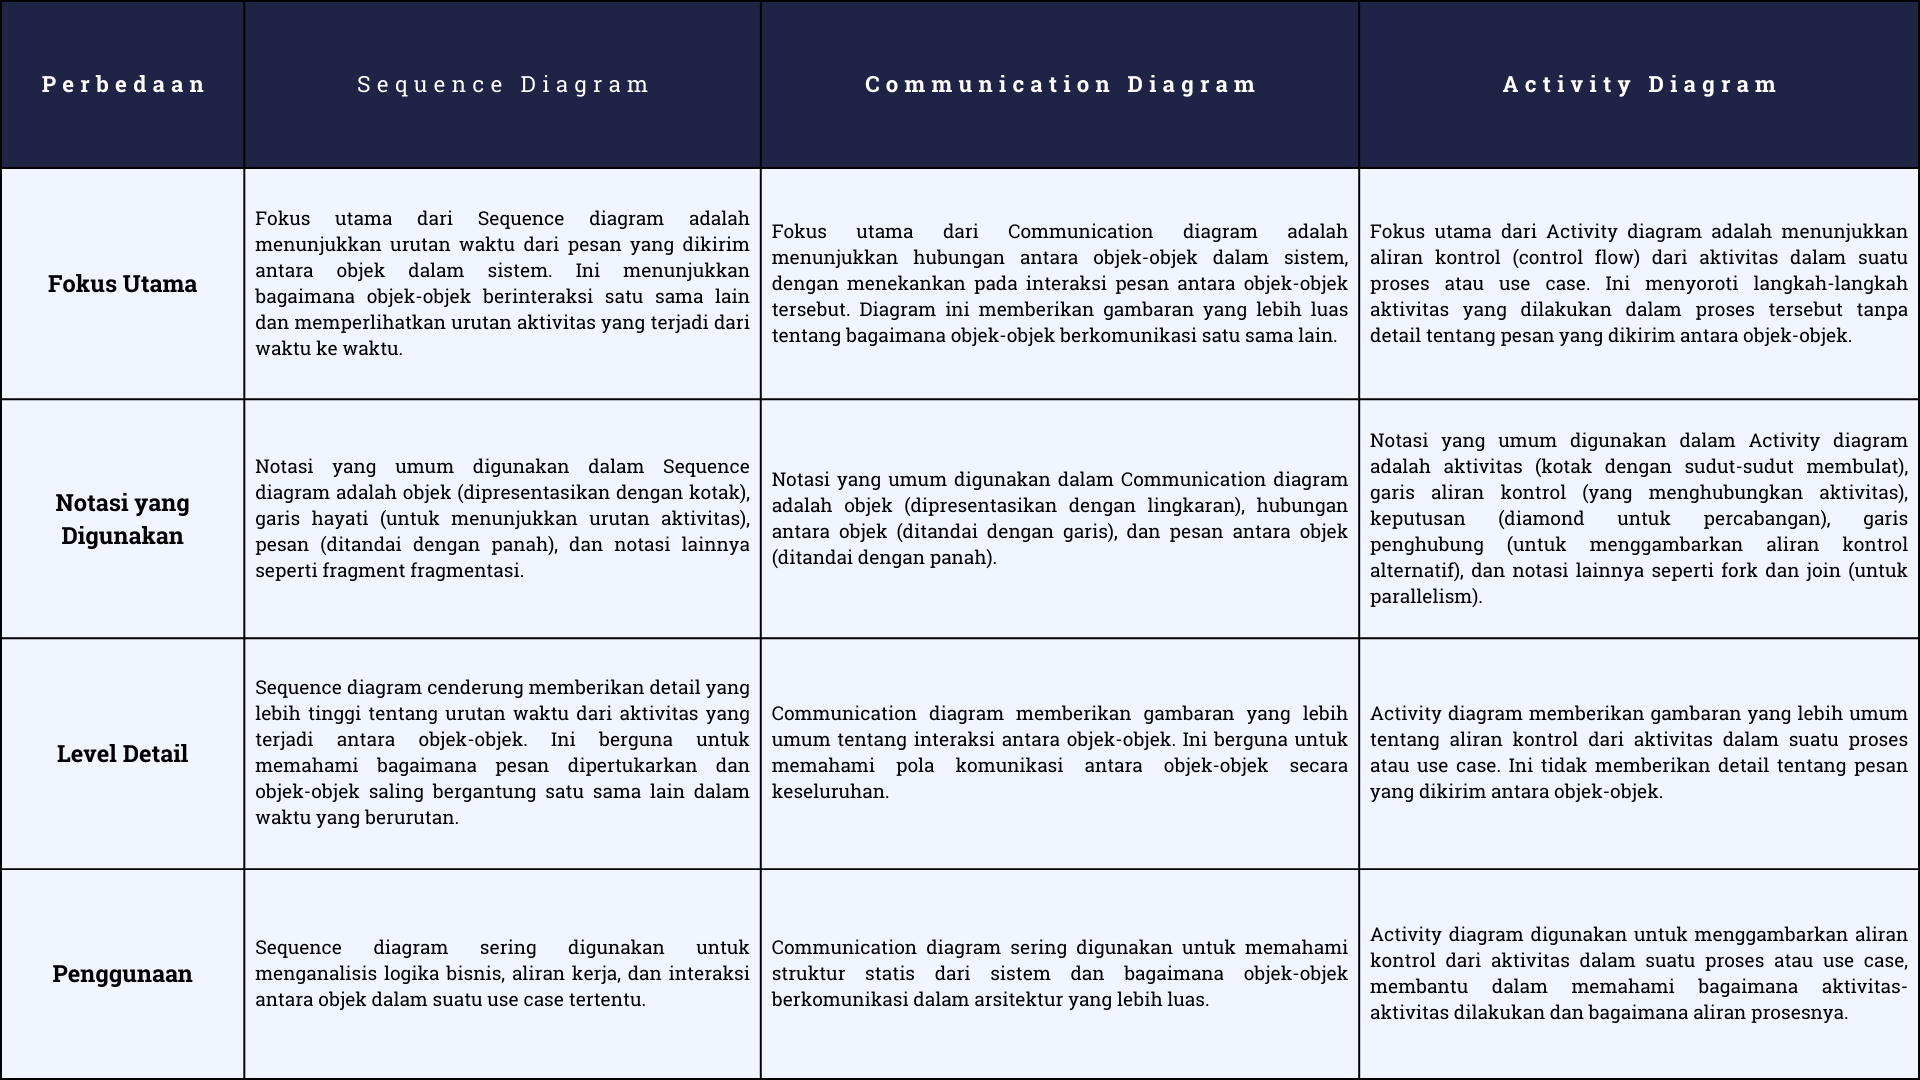 Perbedaan
Sequence Diagram
Communication Diagram
Activity Diagram
Fokus Utama
Fokus utama dari Sequence diagram adalah
menunjukkan urutan waktu dari pesan yang dikirim
antara objek dalam sistem. Ini menunjukkan
bagaimana objek-objek berinteraksi satu sama lain
dan memperlihatkan urutan aktivitas yang terjadi dari
waktu ke waktu.
Fokus utama dari Communication diagram adalah
menunjukkan hubungan antara objek-objek dalam sistem,
dengan menekankan pada interaksi pesan antara objek-objek
tersebut. Diagram ini memberikan gambaran yang lebih luas
tentang bagaimana objek-objek berkomunikasi satu sama lain.
Fokus utama dari Activity diagram adalah menunjukkan
aliran kontrol (control flow) dari aktivitas dalam suatu
proses atau use case. Ini menyoroti langkah-langkah
aktivitas yang dilakukan dalam proses tersebut tanpa
detail tentang pesan yang dikirim antara objek-objek.
Notasi yang
Digunakan
Notasi yang umum digunakan dalam Sequence
diagram adalah objek (dipresentasikan dengan kotak),
garis hayati (untuk menunjukkan urutan aktivitas),
pesan (ditandai dengan panah), dan notasi lainnya
seperti fragment fragmentasi.
Notasi yang umum digunakan dalam Communication diagram
adalah objek (dipresentasikan dengan lingkaran), hubungan
antara objek (ditandai dengan garis), dan pesan antara objek
(ditandai dengan panah).
Notasi yang umum digunakan dalam Activity diagram
adalah aktivitas (kotak dengan sudut-sudut membulat),
garis aliran kontrol (yang menghubungkan aktivitas),
keputusan (diamond untuk percabangan), garis
penghubung (untuk menggambarkan aliran kontrol
alternatif), dan notasi lainnya seperti fork dan join (untuk
parallelism).
Level Detail
Sequence diagram cenderung memberikan detail yang
lebih tinggi tentang urutan waktu dari aktivitas yang
terjadi antara objek-objek. Ini berguna untuk
memahami bagaimana pesan dipertukarkan dan
objek-objek saling bergantung satu sama lain dalam
waktu yang berurutan.
Communication diagram memberikan gambaran yang lebih
umum tentang interaksi antara objek-objek. Ini berguna untuk
memahami pola komunikasi antara objek-objek secara
keseluruhan.
Activity diagram memberikan gambaran yang lebih umum
tentang aliran kontrol dari aktivitas dalam suatu proses
atau use case. Ini tidak memberikan detail tentang pesan
yang dikirim antara objek-objek.
Penggunaan
Sequence diagram sering digunakan untuk
menganalisis logika bisnis, aliran kerja, dan interaksi
antara objek dalam suatu use case tertentu.
Communication diagram sering digunakan untuk memahami
struktur statis dari sistem dan bagaimana objek-objek
berkomunikasi dalam arsitektur yang lebih luas.
Activity diagram digunakan untuk menggambarkan aliran
kontrol dari aktivitas dalam suatu proses atau use case,
membantu dalam memahami bagaimana aktivitas-
aktivitas dilakukan dan bagaimana aliran prosesnya.